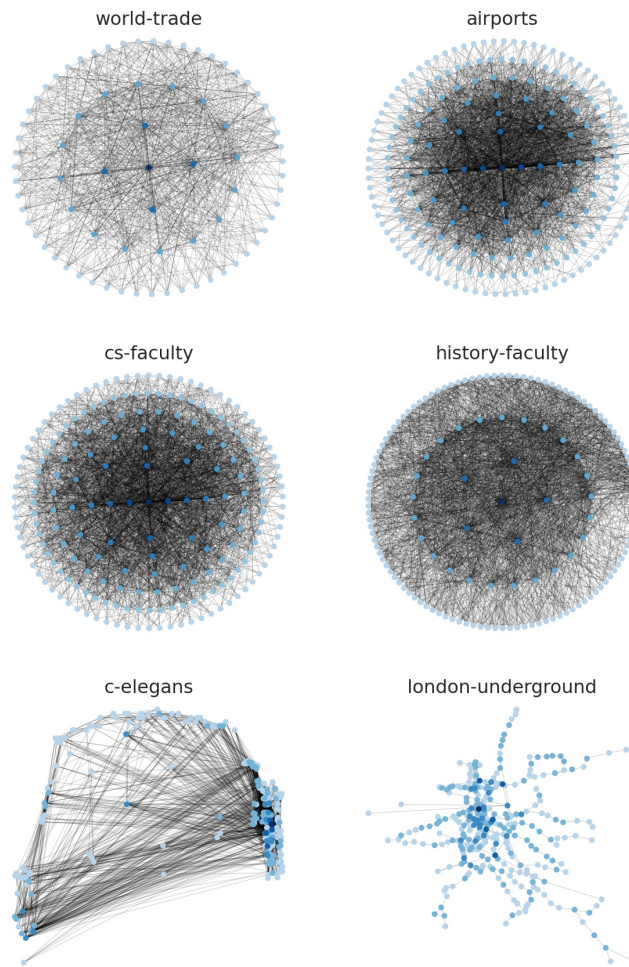 world-trade
airports
cs-faculty
history-faculty
c-elegans
london-underground